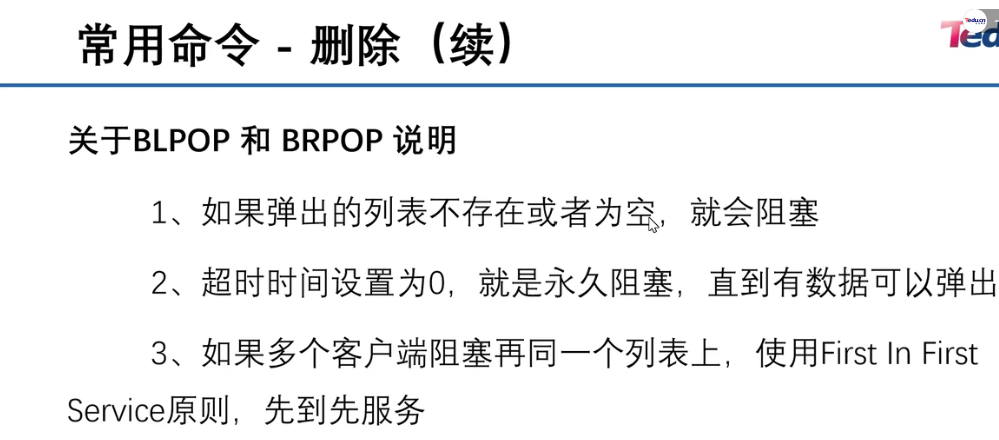 常用命令 - 删除（续）
Ted
Tedu.cn
关于BLPOP 和 BRPOP 说明
1、如果弹出的列表不存在或者为空，就会阻塞
2、超时时间设置为0，就是永久阻塞，直到有数据可以弹出
3、如果多个客户端阻塞再同一个列表上，使用First In First
Service原则，先到先服务